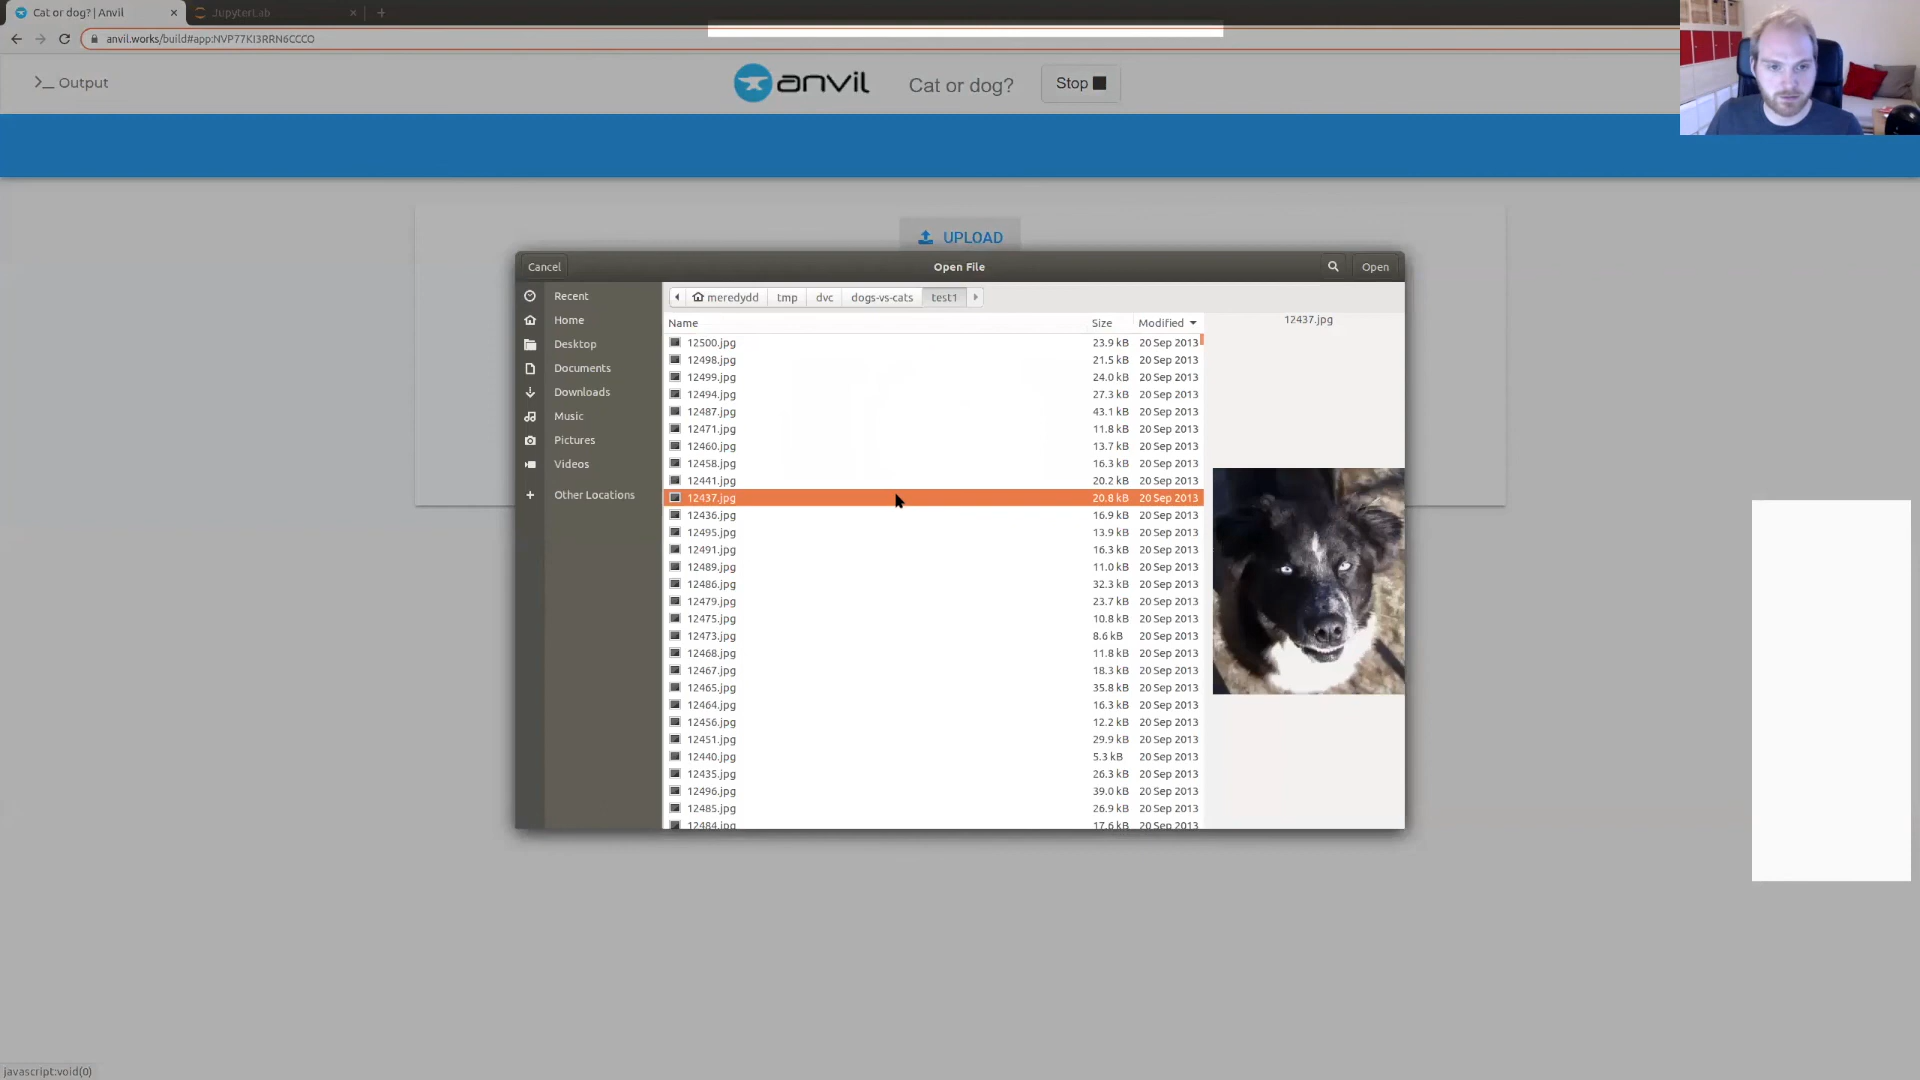 Cat or dog? | Anvil
JupyterLab
anvil.works/build#app:NVP77KI3RRN6CCCO
>_ Output
anvil
Cat or dog?
Stop
UPLOAD
Cancel
Open File
Open
Recent
Home
Desktop
Documents
Downloads
Music
Pictures
Videos
Other Locations
meredydd tmp dvc dogs-vs-cats test1
Name Size Modified
12500.jpg 23.9 kB 20 Sep 2013
12498.jpg 21.5 kB 20 Sep 2013
12499.jpg 24.0 kB 20 Sep 2013
12494.jpg 27.3 kB 20 Sep 2013
12487.jpg 43.1 kB 20 Sep 2013
12471.jpg 11.8 kB 20 Sep 2013
12460.jpg 13.7 kB 20 Sep 2013
12458.jpg 16.3 kB 20 Sep 2013
12441.jpg 20.2 kB 20 Sep 2013
12437.jpg 20.8 kB 20 Sep 2013
12436.jpg 16.9 kB 20 Sep 2013
12495.jpg 13.9 kB 20 Sep 2013
12491.jpg 16.3 kB 20 Sep 2013
12489.jpg 11.0 kB 20 Sep 2013
12486.jpg 32.3 kB 20 Sep 2013
12479.jpg 23.7 kB 20 Sep 2013
12475.jpg 10.8 kB 20 Sep 2013
12473.jpg 8.6 kB 20 Sep 2013
12468.jpg 11.8 kB 20 Sep 2013
12467.jpg 18.3 kB 20 Sep 2013
12465.jpg 35.8 kB 20 Sep 2013
12464.jpg 16.3 kB 20 Sep 2013
12456.jpg 12.2 kB 20 Sep 2013
12451.jpg 29.9 kB 20 Sep 2013
12440.jpg 5.3 kB 20 Sep 2013
12435.jpg 26.3 kB 20 Sep 2013
12496.jpg 39.0 kB 20 Sep 2013
12485.jpg 26.9 kB 20 Sep 2013
12484.jpg 17.6 kB 20 Sep 2013
12437.jpg
javascript:void(0)